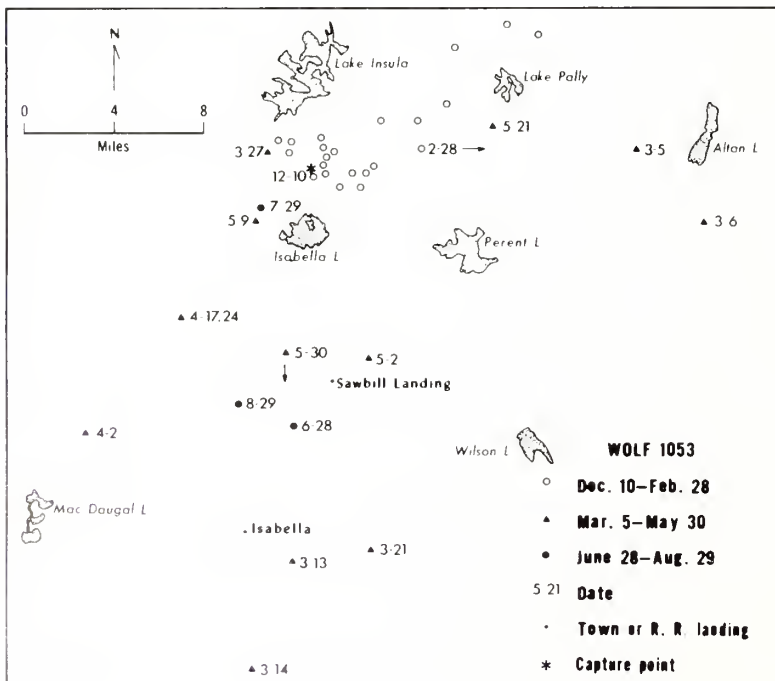 N
Lake Insula
Lake Polly
0 4 8
Miles
5·21
Alton L
3·27
2·28
3·5
12·10
7 29
5 9
3 6
Isabella L
Perent L
4·17,24
5·30
5·2
Sawbill Landing
8·29
6·28
4·2
Wilson L
WOLF 1053
Dec. 10–Feb. 28
Mac Dougal L
Isabella
Mar. 5–May 30
3·21
3 13
June 28–Aug. 29
5 21 Date
Town or R. R. landing
3 14
Capture point